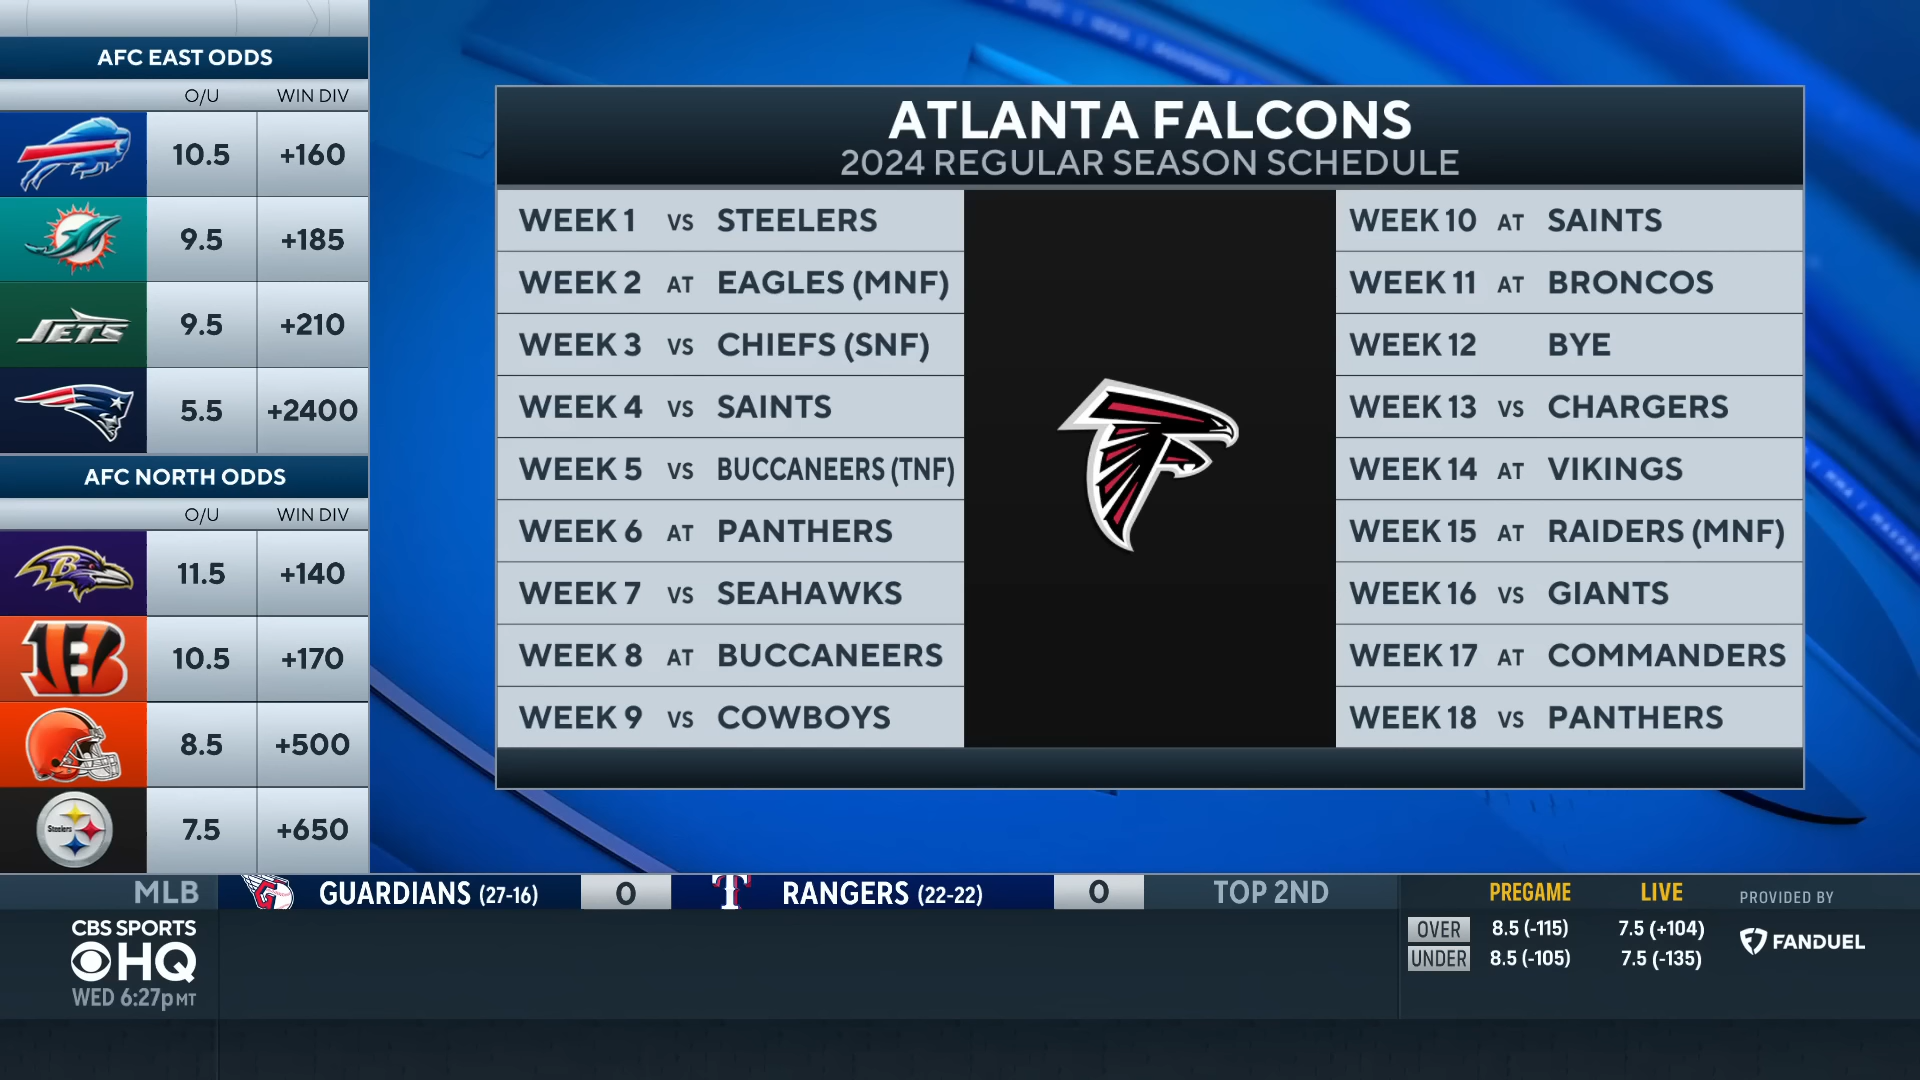 AFC EAST ODDS
O/U WIN DIV
10.5 +160
9.5 +185
JETS 9.5 +210
5.5 +2400
AFC NORTH ODDS
O/U WIN DIV
B 11.5 +140
B 10.5 +170
8.5 +500
Steelers 7.5 +650
ATLANTA FALCONS
2024 REGULAR SEASON SCHEDULE
WEEK 1 VS STEELERS
WEEK 2 AT EAGLES (MNF)
WEEK 3 VS CHIEFS (SNF)
WEEK 4 VS SAINTS
WEEK 5 VS BUCCANEERS (TNF)
WEEK 6 AT PANTHERS
WEEK 7 VS SEAHAWKS
WEEK 8 AT BUCCANEERS
WEEK 9 VS COWBOYS
WEEK 10 AT SAINTS
WEEK 11 AT BRONCOS
WEEK 12 BYE
WEEK 13 VS CHARGERS
WEEK 14 AT VIKINGS
WEEK 15 AT RAIDERS (MNF)
WEEK 16 VS GIANTS
WEEK 17 AT COMMANDERS
WEEK 18 VS PANTHERS
MLB GUARDIANS (27-16) 0 T RANGERS (22-22) 0 TOP 2ND
PREGAME LIVE
OVER 8.5 (-115) 7.5 (+104)
UNDER 8.5 (-105) 7.5 (-135)
PROVIDED BY
FANDUEL
CBS SPORTS
HQ
WED 6:27p MT